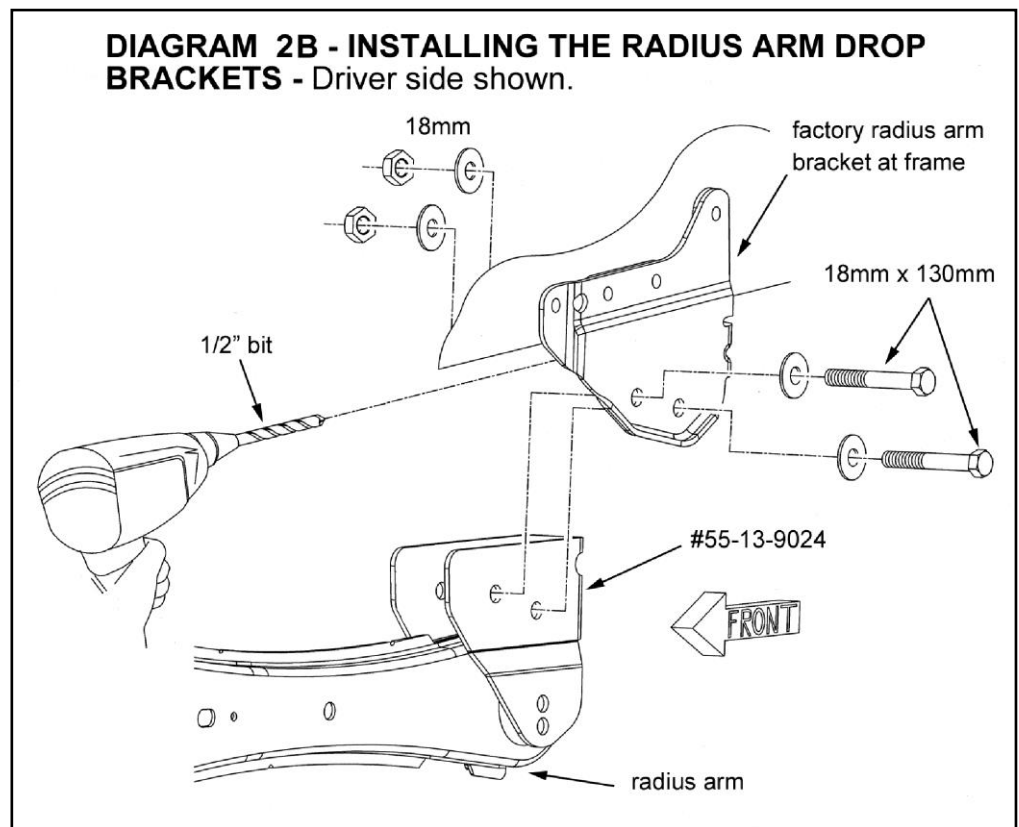 DIAGRAM 2B - INSTALLING THE RADIUS ARM DROP
BRACKETS - Driver side shown.
18mm
factory radius arm
bracket at frame
18mm x 130mm
1/2” bit
#55-13-9024
FRONT
radius arm